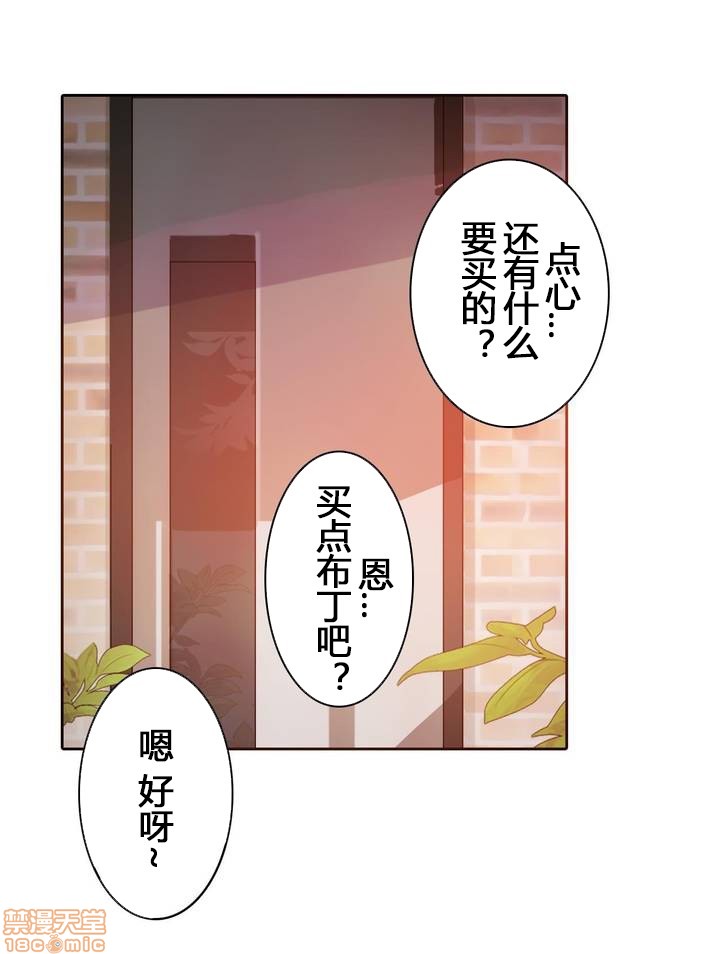 点心…
还有什么
要买的？
恩…
买点布丁吧？
嗯
好呀~
禁漫天堂
18comic